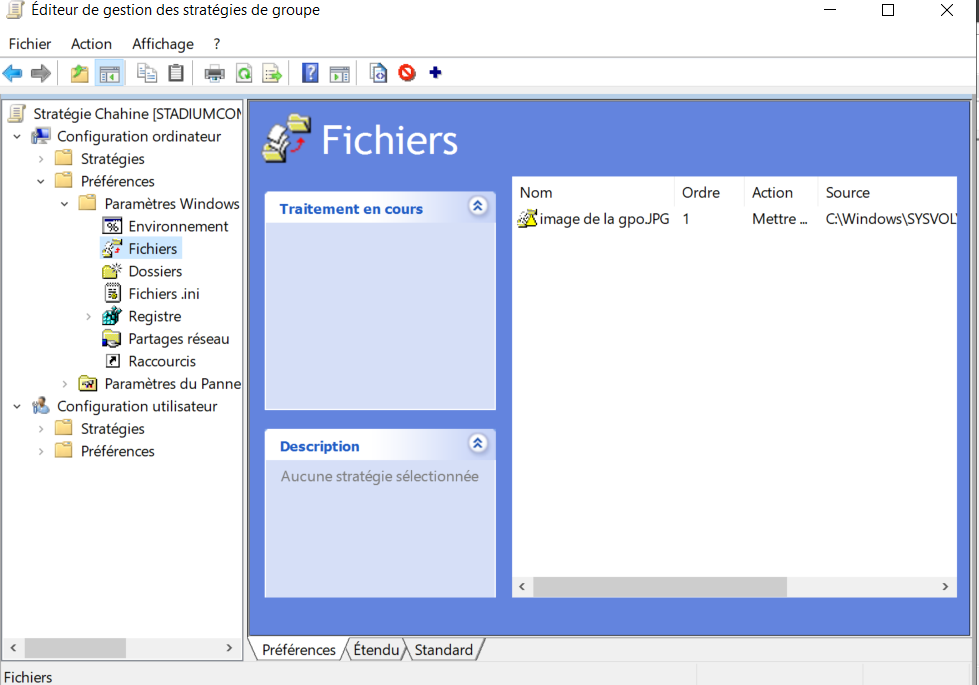 Éditeur de gestion des stratégies de groupe
Fichier Action Affichage ?
Stratégie Chahine [STADIUMCON
Configuration ordinateur
Stratégies
Préférences
Paramètres Windows
Environnement
Fichiers
Dossiers
Fichiers .ini
Registre
Partages réseau
Raccourcis
Paramètres du Panne
Configuration utilisateur
Stratégies
Préférences
Fichiers
Traitement en cours
Description
Aucune stratégie sélectionnée
Nom Ordre Action Source
image de la gpo.JPG 1 Mettre ... C:\Windows\SYSVOL\
Préférences Étendu Standard
Fichiers